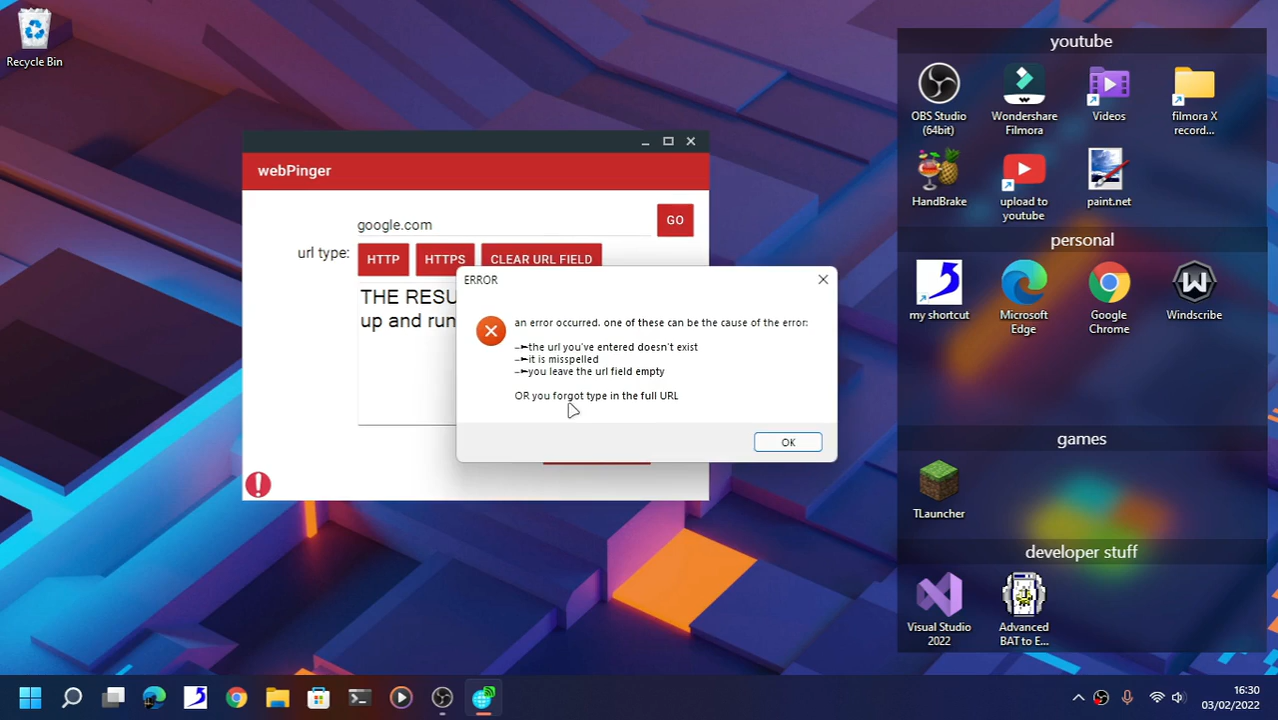 Recycle Bin
webPinger
google.com
GO
url type:
HTTP
HTTPS
CLEAR URL FIELD
THE RESU
up and run
ERROR
an error occurred. one of these can be the cause of the error:
-➛the url you've entered doesn't exist
-➛it is misspelled
-➛you leave the url field empty
OR you forgot type in the full URL
OK
youtube
OBS Studio
(64bit)
Wondershare
Filmora
Videos
filmora X
record...
HandBrake
upload to
youtube
paint.net
personal
my shortcut
Microsoft
Edge
Google
Chrome
Windscribe
games
TLauncher
developer stuff
Visual Studio
2022
Advanced
BAT to E...
16:30
03/02/2022